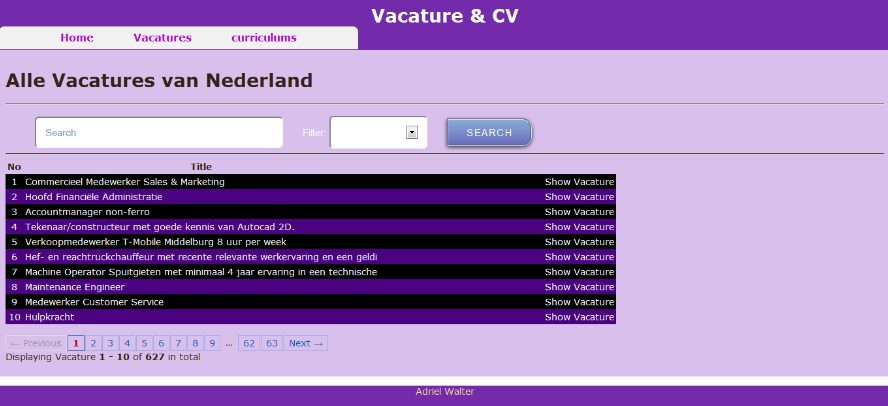 Vacature & CV
Home Vacatures curriculums
Alle Vacatures van Nederland
Search Filter: SEARCH
No Title
1 Commercieel Medewerker Sales & Marketing Show Vacature
2 Hoofd Financiële Administratie Show Vacature
3 Accountmanager non-ferro Show Vacature
4 Tekenaar/constructeur met goede kennis van Autocad 2D. Show Vacature
5 Verkoopmedewerker T-Mobile Middelburg 8 uur per week Show Vacature
6 Hef- en reachtruckchauffeur met recente relevante werkervaring en een geldi Show Vacature
7 Machine Operator Spuitgieten met minimaal 4 jaar ervaring in een technische Show Vacature
8 Maintenance Engineer Show Vacature
9 Medewerker Customer Service Show Vacature
10 Hulpkracht Show Vacature
← Previous 1 2 3 4 5 6 7 8 9 … 62 63 Next →
Displaying Vacature 1 - 10 of 627 in total
Adriel Walter